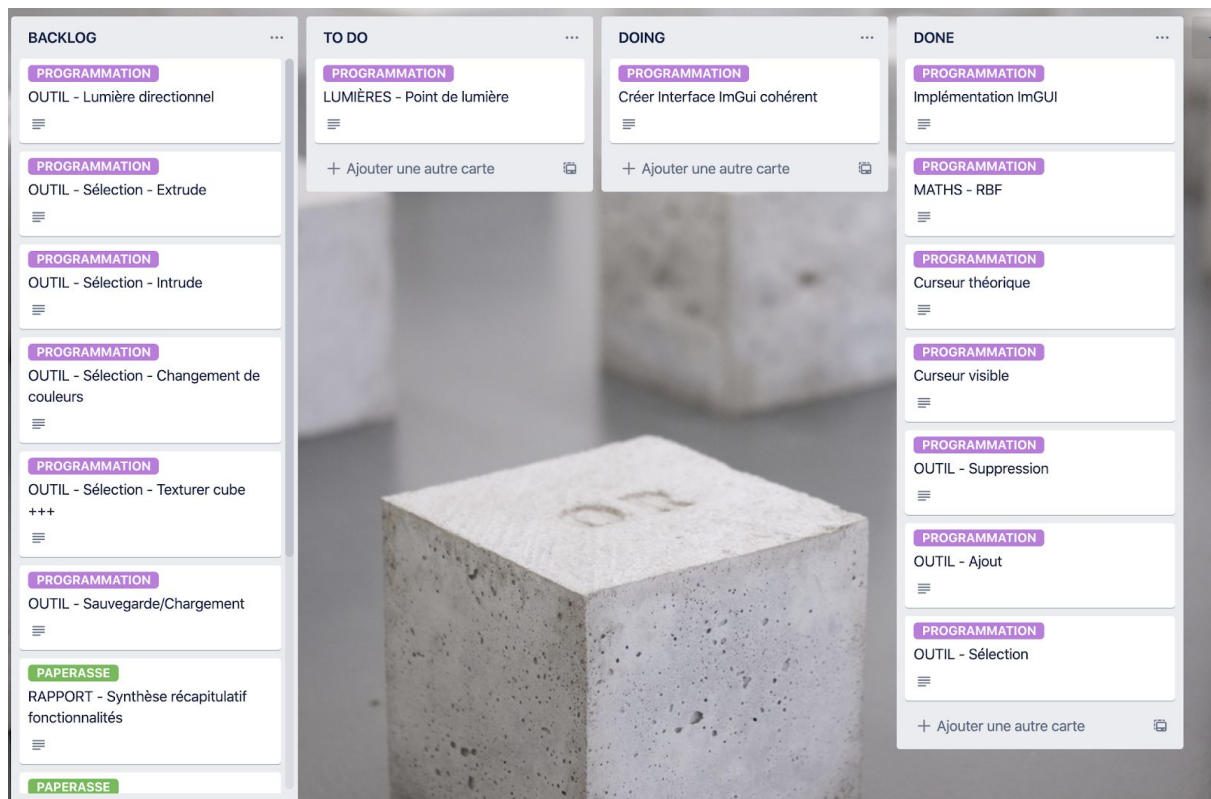 BACKLOG
PROGRAMMATION
OUTIL - Lumière directionnel
PROGRAMMATION
OUTIL - Sélection - Extrude
PROGRAMMATION
OUTIL - Sélection - Intrude
PROGRAMMATION
OUTIL - Sélection - Changement de
couleurs
PROGRAMMATION
OUTIL - Sélection - Texturer cube
+++
PROGRAMMATION
OUTIL - Sauvegarde/Chargement
PAPERASSE
RAPPORT - Synthèse récapitulatif
fonctionnalités
PAPERASSE
TO DO
PROGRAMMATION
LUMIÈRES - Point de lumière
+ Ajouter une autre carte
DOING
PROGRAMMATION
Créer Interface ImGui cohérent
+ Ajouter une autre carte
DONE
PROGRAMMATION
Implémentation ImGUI
PROGRAMMATION
MATHS - RBF
PROGRAMMATION
Curseur théorique
PROGRAMMATION
Curseur visible
PROGRAMMATION
OUTIL - Suppression
PROGRAMMATION
OUTIL - Ajout
PROGRAMMATION
OUTIL - Sélection
+ Ajouter une autre carte